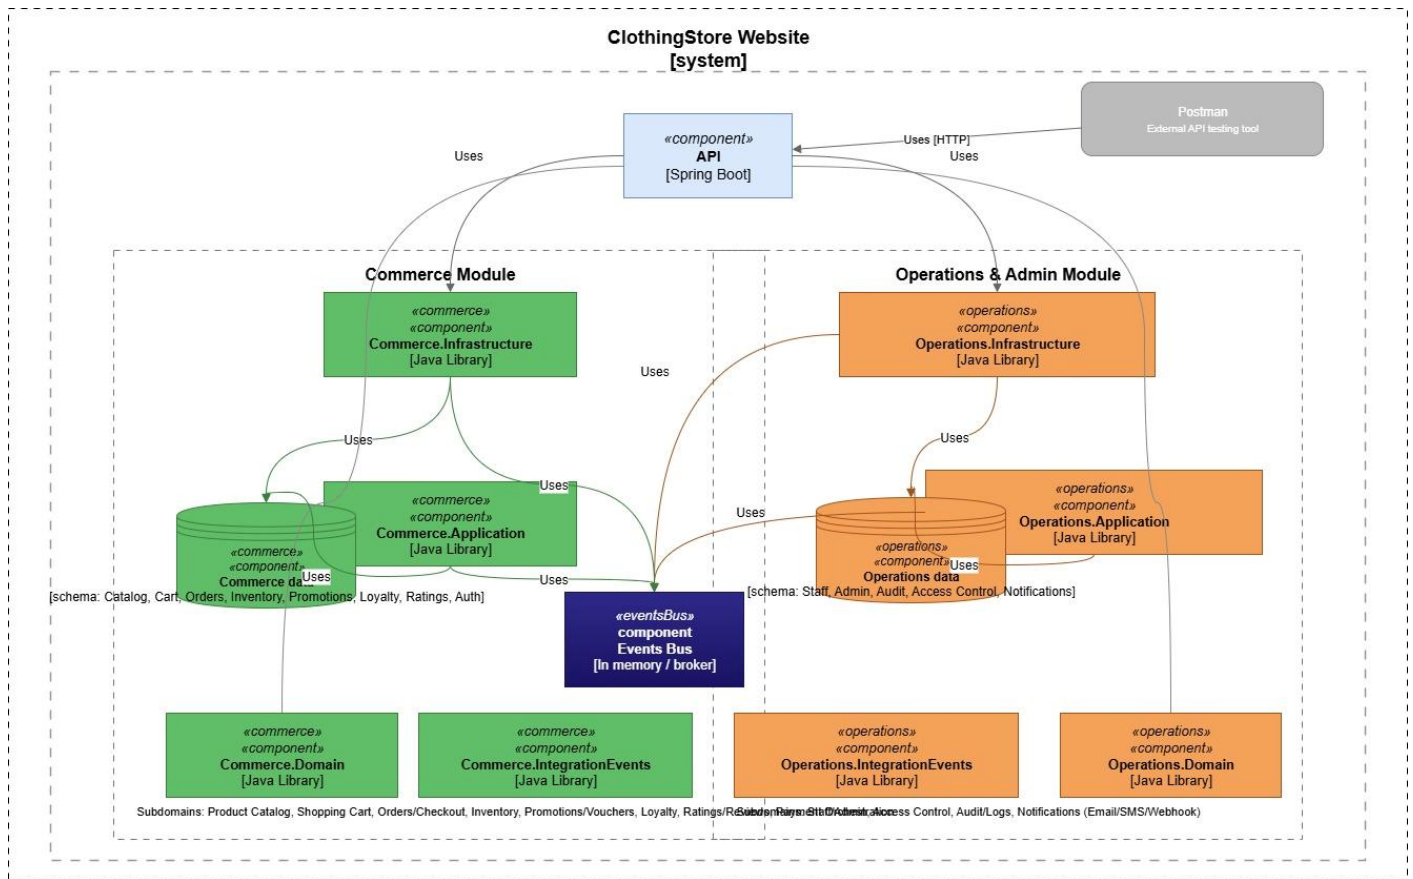 ClothingStore Website
[system]
Postman
External API testing tool
«component»
API
[Spring Boot]
Uses [HTTP]
Uses
Uses
Commerce Module
Operations & Admin Module
«commerce»
«component»
Commerce.Infrastructure
[Java Library]
«operations»
«component»
Operations.Infrastructure
[Java Library]
Uses
Uses
Uses
Uses
«commerce»
«component»
Commerce.Application
[Java Library]
«operations»
«component»
Operations.Application
[Java Library]
Uses
«commerce»
«component»
Commerce data
[schema: Catalog, Cart, Orders, Inventory, Promotions, Loyalty, Ratings, Auth]
Uses
Uses
«operations»
«component»
Operations data
[schema: Staff, Admin, Audit, Access Control, Notifications]
Uses
«eventsBus»
component
Events Bus
[In memory / broker]
«commerce»
«component»
Commerce.Domain
[Java Library]
«commerce»
«component»
Commerce.IntegrationEvents
[Java Library]
«operations»
«component»
Operations.IntegrationEvents
[Java Library]
«operations»
«component»
Operations.Domain
[Java Library]
Subdomains: Product Catalog, Shopping Cart, Orders/Checkout, Inventory, Promotions/Vouchers, Loyalty, Ratings/Reviews,
Access Control, Audit/Logs, Notifications (Email/SMS/Webhook)